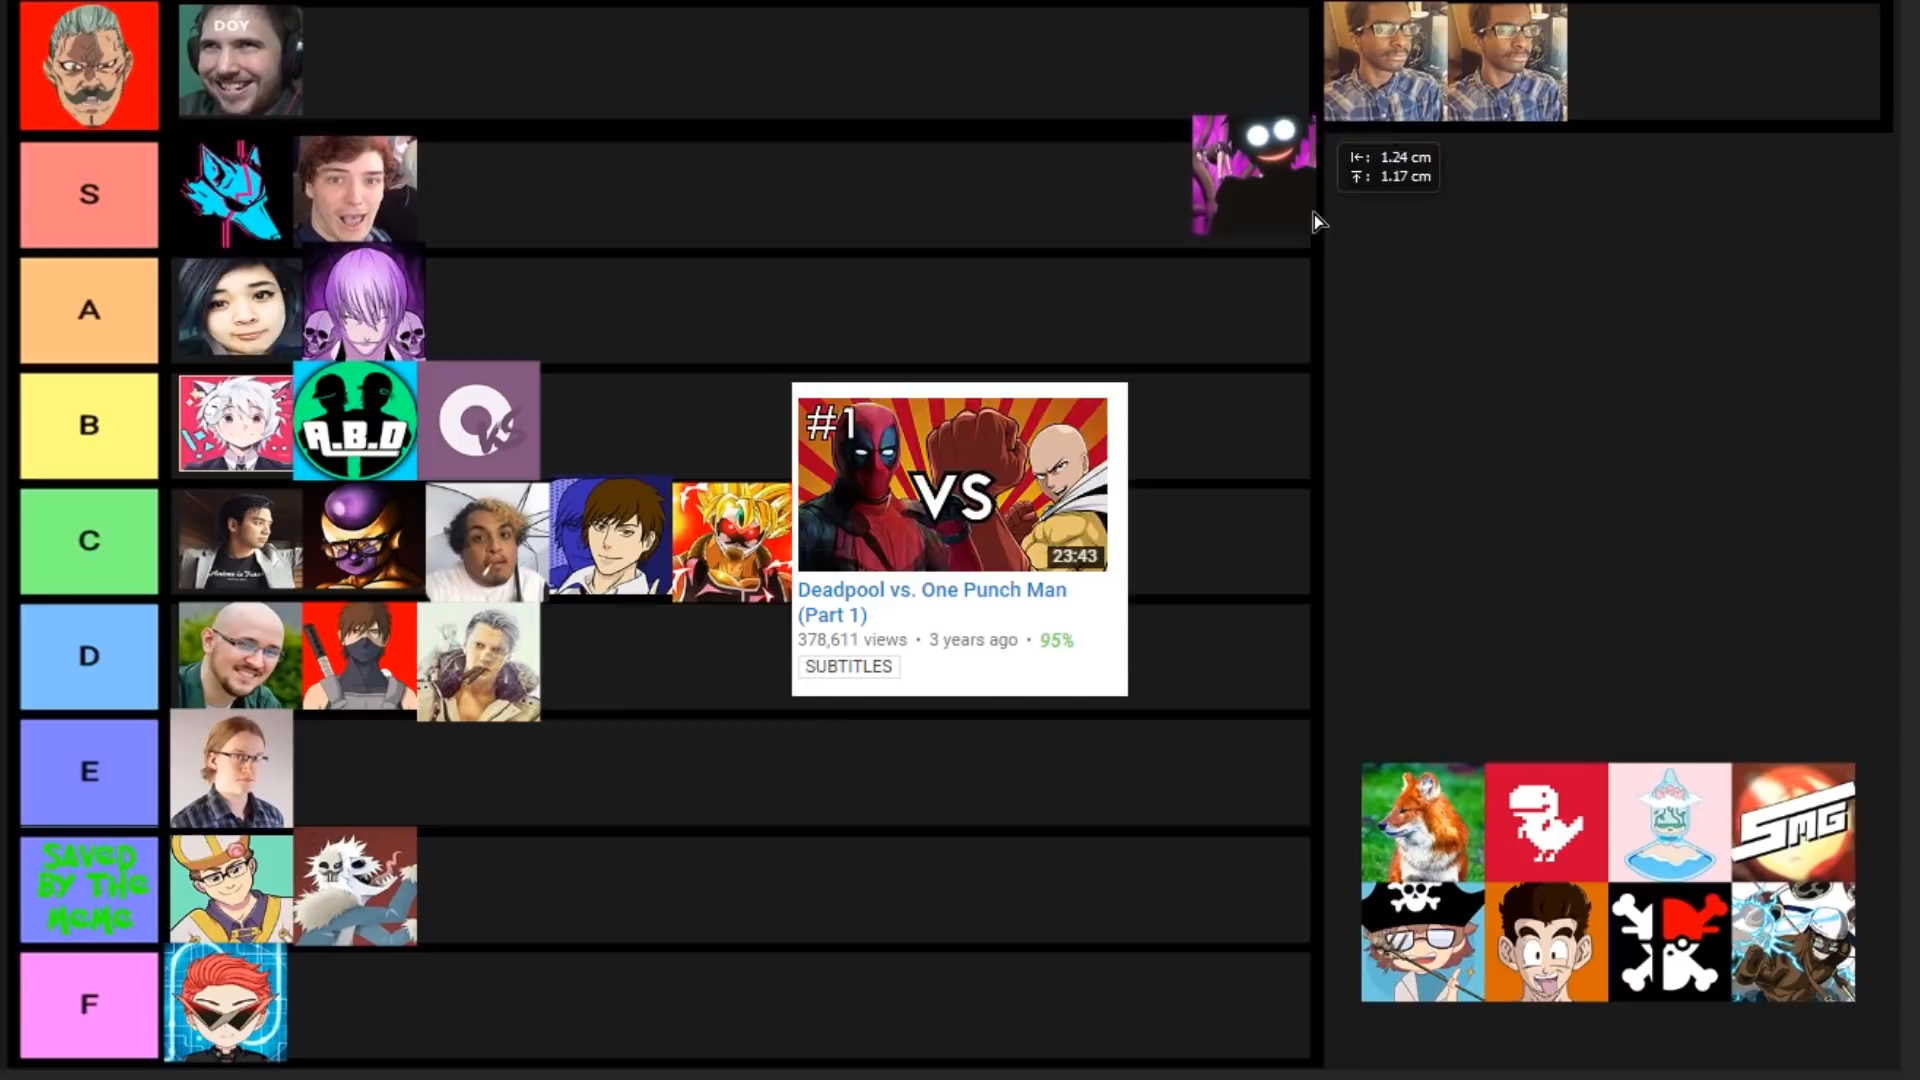 DOY
1.24 cm
1.17 cm
S
A
B
A.B.D
C
#1
VS
23:43
Deadpool vs. One Punch Man
(Part 1)
378,611 views • 3 years ago • 95%
SUBTITLES
D
E
SMG
SAVED
BY THE
MEME
F